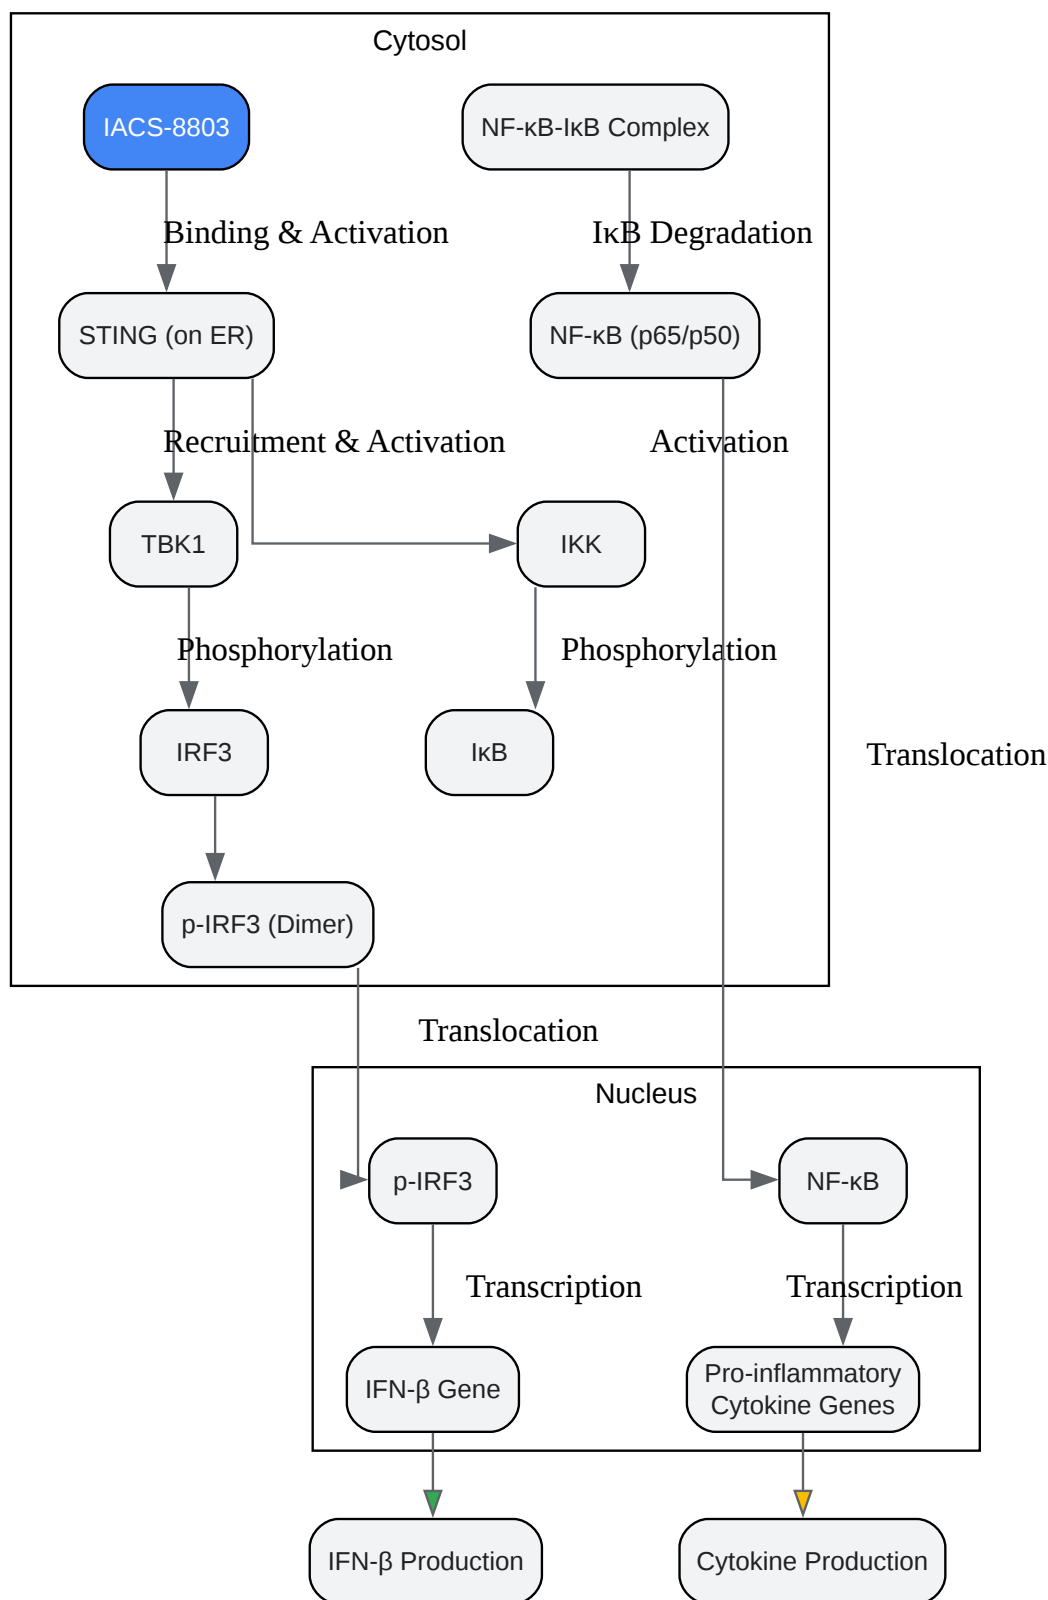 Cytosol
IACS-8803
NF-κB-IκB Complex
Binding & Activation
IκB Degradation
STING (on ER)
NF-κB (p65/p50)
Recruitment & Activation
Activation
TBK1
IKK
Phosphorylation
Phosphorylation
IRF3
IκB
Translocation
p-IRF3 (Dimer)
Translocation
Nucleus
p-IRF3
NF-κB
Transcription
Transcription
IFN-β Gene
Pro-inflammatory
Cytokine Genes
IFN-β Production
Cytokine Production